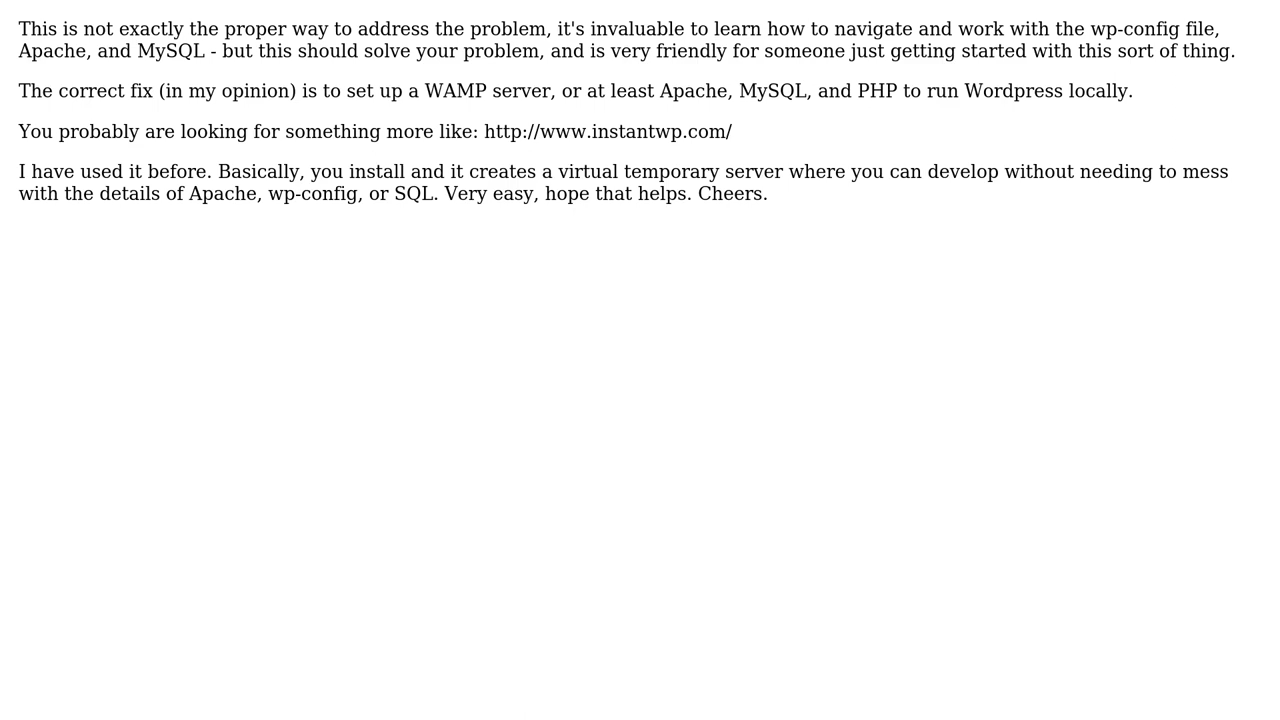 This is not exactly the proper way to address the problem, it's invaluable to learn how to navigate and work with the wp-config file,
Apache, and MySQL - but this should solve your problem, and is very friendly for someone just getting started with this sort of thing.
The correct fix (in my opinion) is to set up a WAMP server, or at least Apache, MySQL, and PHP to run Wordpress locally.
You probably are looking for something more like: http://www.instantwp.com/
I have used it before. Basically, you install and it creates a virtual temporary server where you can develop without needing to mess
with the details of Apache, wp-config, or SQL. Very easy, hope that helps. Cheers.